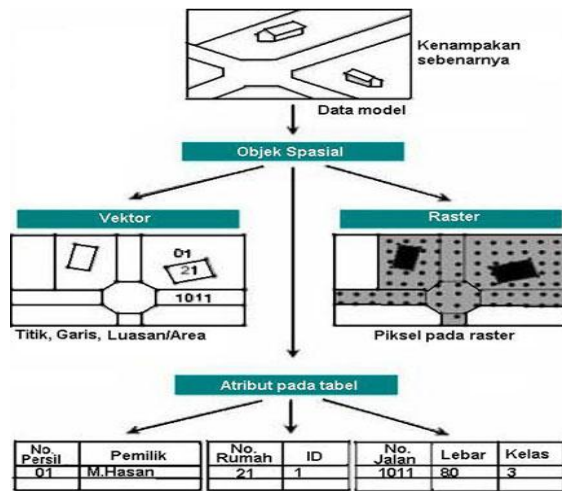 Kenampakan
sebenarnya
Data model
Objek Spasial
Vektor
Raster
01
21
1011
Titik, Garis, Luasan/Area
Piksel pada raster
Atribut pada tabel
No. Persil Pemilik
01 M.Hasan
No. Rumah ID
21 1
No. Jalan Lebar Kelas
1011 80 3